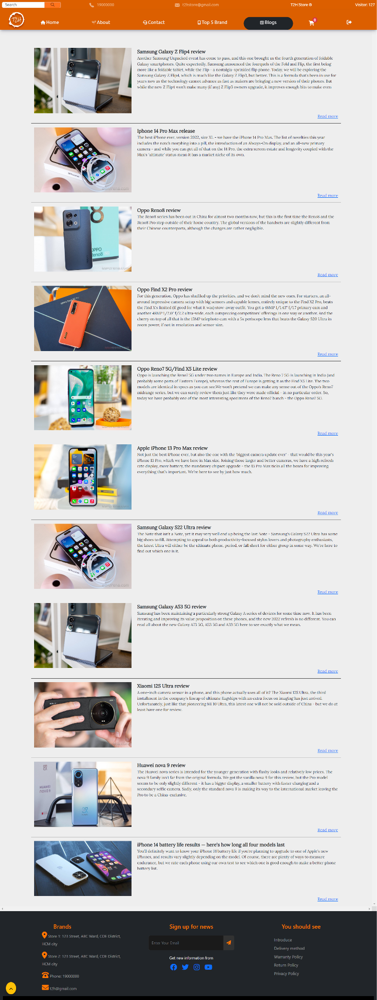 Search
19000000
t2hstore@gmail.com
T2H Store ®
Visitor: 127
T2H
Home
About
Contact
Top 5 Brand
Blogs
0
Samsung Galaxy Z Flip4 review
Another Samsung Unpacked event has come to pass, and this one brought us the fourth generation of foldable
Galaxy smartphones. Quite expectedly, Samsung announced the fourquels of the Fold and Flip, the first being
more like a foldable tablet, while the Flip - a nostalgia-sprinkled flip phone. Today, we will be exploring the
Samsung Galaxy Z Flip4, which is much like the Galaxy Z Flip3, but better. This is a formula that's been in use for
years now as the technology cannot advance as fast as makers are bringing a new version of their phones. But
while the new Z Flip4 won't make many (if any) Z Flip3 owners upgrade, it improves enough bits to make even
Read more
Iphone 14 Pro Max release
The best iPhone ever, version 2022, size XL - we have the iPhone 14 Pro Max. The list of novelties this year
includes the notch morphing into a pill, the introduction of an Always-On display, and an all-new primary
camera - and while you can get all of that on the 14 Pro, the extra screen estate and longevity coupled with the
Max's 'ultimate' status mean it has a market niche of its own.
Read more
Oppo Reno8 review
The Reno8 series has been out in China for almost two months now, but this is the first time the Reno8 and the
Reno8 Pro step outside of their home country. The global versions of the handsets are slightly different from
their Chinese counterparts, although the changes are rather negligible.
Read more
Oppo Find X2 Pro review
For this generation, Oppo has shuffled up the priorities, and we don't mind the new ones. For starters, an all-
around impressive camera setup with big sensors and capable lenses, entirely unique to the Find X2 Pro, beats
the Find X's limited (if good for what it was) stow-away outfit. You get a 48MP 1/1.43" f/1.7 primary cam and
another 48MP 1/2.0" f/2.2 ultra-wide, each outspeccing competitors' offerings in one way or another. And the
cherry on top of all that is the 13MP telephoto cam with a 5x periscope lens that beats the Galaxy S20 Ultra in
zoom power, if not in resolution and sensor size.
Read more
Oppo Reno7 5G/Find X5 Lite review
Oppo is launching the Reno7 5G under two names in Europe and India. The Reno 7 5G is launching in India (and
probably some parts of Eastern Europe), whereas the rest of Europe is getting it as the Find X5 Lite. The two
models are identical in specs as you can see.We won't pretend we can make any sense out of the Oppo's Reno7
midrange series, but we can surely review them just like they were made official - in no particular order. So,
today we have probably one of the most interesting specimens of the Reno7 bunch - the Oppo Reno7 5G.
Read more
Apple iPhone 13 Pro Max review
Not just the best iPhone ever, but also the one with the 'biggest camera update ever' - that would be this year's
iPhone 13 Pro, which we have here in Max size. Joining those larger and better cameras, we have a high refresh
rate display, more battery, the mandatory chipset upgrade - the 13 Pro Max ticks all the boxes for improving
everything that's important. We're here to see by just how much.
Read more
Samsung Galaxy S22 Ultra review
The Note that isn't a Note, yet it may very well end up being the last Note - Samsung's Galaxy S22 Ultra has some
big shoes to fill. Attempting to appeal to both productivity-focused stylus lovers and photography enthusiasts,
the latest Ultra will either be the ultimate phone, period, or fall short for either group in some way. We're here to
find out which one is it.
Read more
Samsung Galaxy A53 5G review
Samsung has been maintaining a particularly strong Galaxy A series of devices for some time now. It has been
iterating and improving its value proposition on these phones, and the new 2022 refresh is no different. You can
read all about the new Galaxy A73 5G, A53 5G and A33 5G here to see exactly what we mean.
Read more
Xiaomi 12S Ultra review
A one-inch camera sensor in a phone, and this phone actually uses all of it? The Xiaomi 12S Ultra, the third
installment in the company's lineup of ultimate flagships with an extra focus on imaging has just arrived.
Unfortunately, just like that pioneering Mi 10 Ultra, this latest one will not be sold outside of China - but we do at
least have one for review.
Read more
Huawei nova 9 review
The Huawei nova series is intended for the younger generation with flashy looks and relatively low prices. The
nova 9 family isn't far from the original formula. We got the vanilla nova 9 for this review, but the Pro model
seems to be only slightly different - it has a bigger display, a smaller battery with faster charging and a
secondary selfie camera. Sadly, only the standard nova 9 is making its way to the international market leaving the
Pro to be a China-exclusive.
Read more
iPhone 14 battery life results — here's how long all four models last
You'll definitely want to know your iPhone 14 battery life if you're planning to upgrade to one of Apple's new
iPhones, and results vary slightly depending on the model. Of course, there are plenty of ways to measure
endurance, but we rate each phone using our own test to see which one is good enough to make a better phone
battery list.
Read more
Brands
Store 1: 123 Street, ABC Ward, CDE District,
HCM city
Store 2: 123 Street, ABC Ward, CDE District,
HCM city
Phone: 19000000
t2h@gmail.com
Sign up for news
Enter Your Email
Get new information from
You should see
Introduce
Delivery method
Warranty Policy
Return Policy
Privacy Policy